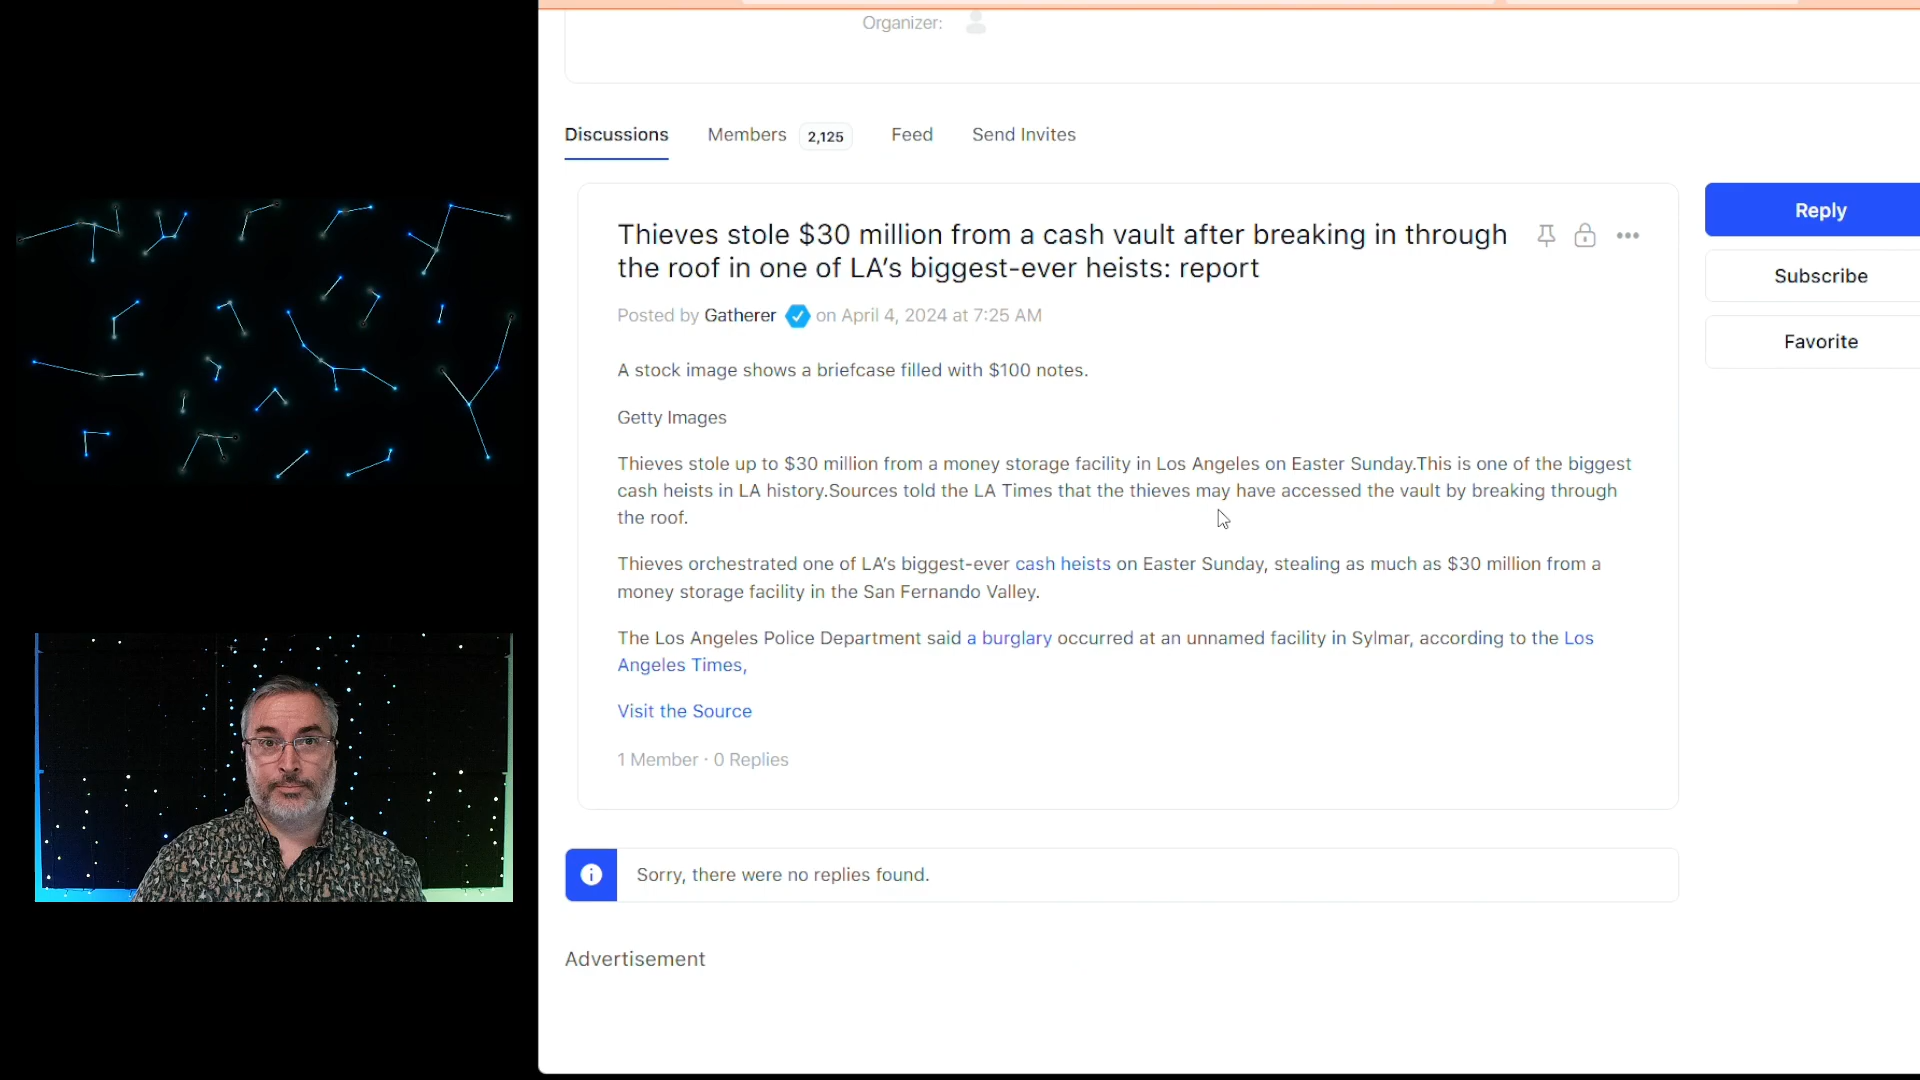 Organizer:
Discussions
Members 2,125
Feed
Send Invites
Thieves stole $30 million from a cash vault after breaking in through
the roof in one of LA’s biggest-ever heists: report
Posted by Gatherer on April 4, 2024 at 7:25 AM
A stock image shows a briefcase filled with $100 notes.
Getty Images
Thieves stole up to $30 million from a money storage facility in Los Angeles on Easter Sunday.This is one of the biggest
cash heists in LA history.Sources told the LA Times that the thieves may have accessed the vault by breaking through
the roof.
Thieves orchestrated one of LA’s biggest-ever cash heists on Easter Sunday, stealing as much as $30 million from a
money storage facility in the San Fernando Valley.
The Los Angeles Police Department said a burglary occurred at an unnamed facility in Sylmar, according to the Los
Angeles Times,
Visit the Source
1 Member · 0 Replies
Reply
Subscribe
Favorite
Sorry, there were no replies found.
Advertisement